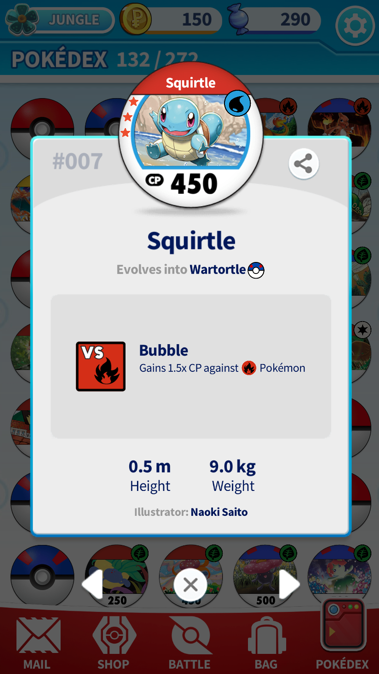 JUNGLE 150 290
POKÉDEX 132/272
Squirtle
CP 450
#007
Squirtle
Evolves into Wartortle
VS
Bubble
Gains 1.5x CP against Pokémon
0.5 m 9.0 kg
Height Weight
Illustrator: Naoki Saito
250 500
MAIL SHOP BATTLE BAG POKÉDEX